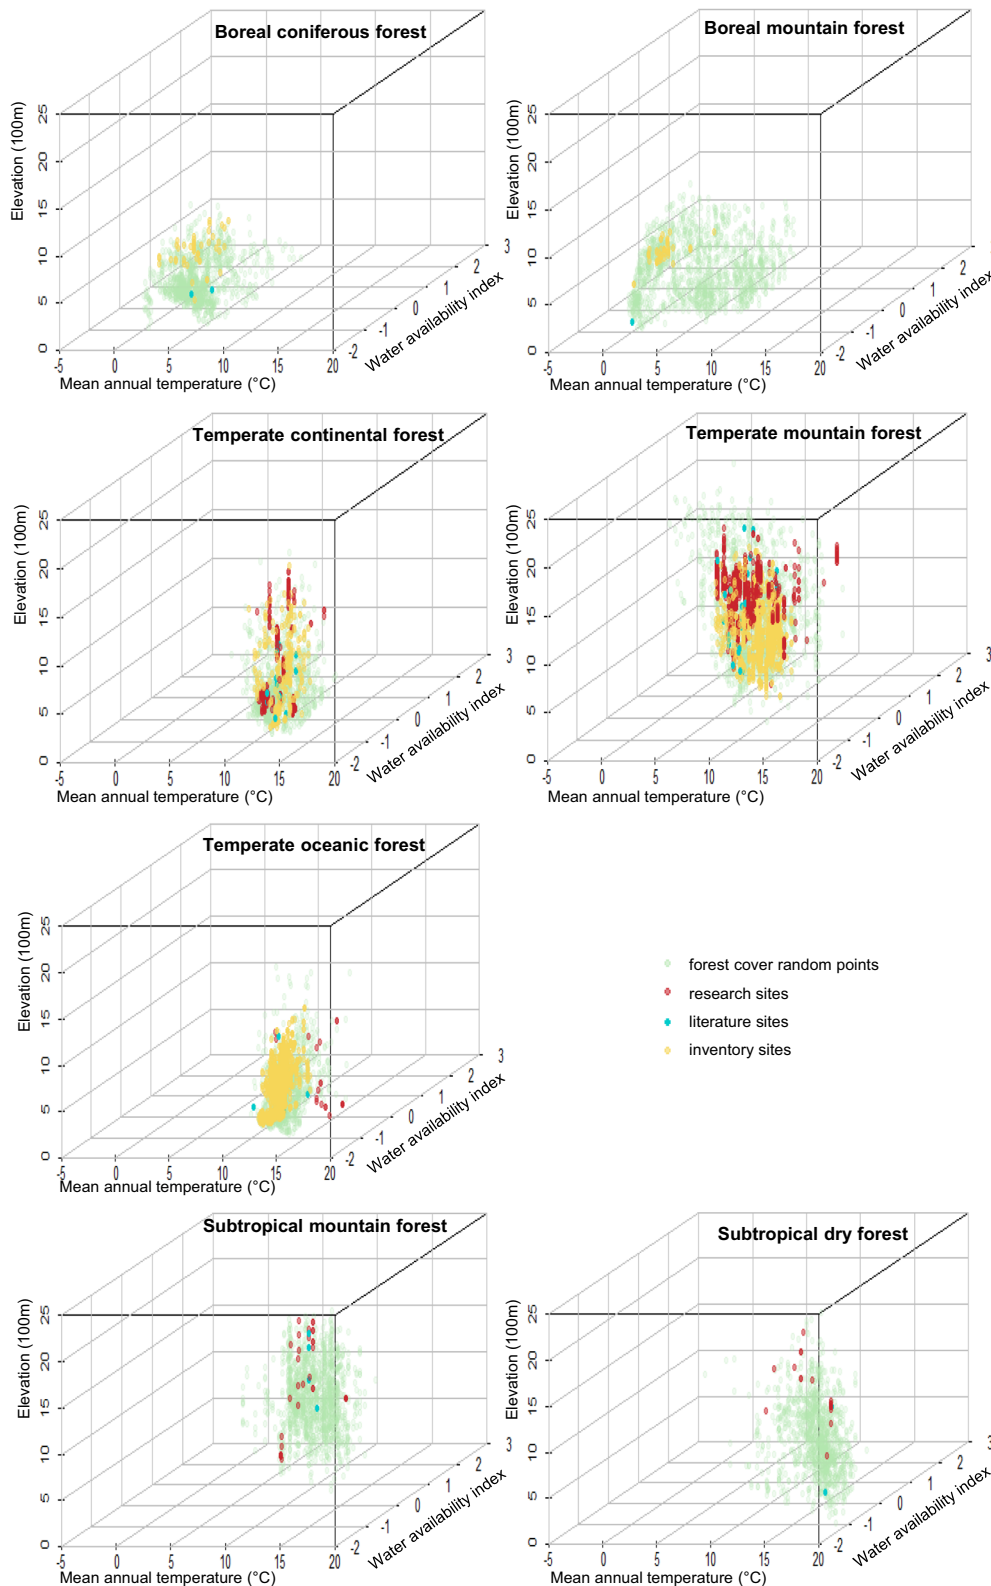 Boreal coniferous forest
Elevation (100m)
25
20
15
10
5
0
-5 0 5 10 15 20
Mean annual temperature (°C)
-2 -1 0 1 2 3
Water availability index
Boreal mountain forest
Elevation (100m)
25
20
15
10
5
0
-5 0 5 10 15 20
Mean annual temperature (°C)
-2 -1 0 1 2
Water availability index
Temperate continental forest
Elevation (100m)
25
20
15
10
5
0
-5 0 5 10 15 20
Mean annual temperature (°C)
-2 -1 0 1 2 3
Water availability index
Temperate mountain forest
Elevation (100m)
25
20
15
10
5
0
-5 0 5 10 15 20
Mean annual temperature (°C)
-2 -1 0 1 2 3
Water availability index
Temperate oceanic forest
Elevation (100m)
25
20
15
10
5
0
-5 0 5 10 15 20
Mean annual temperature (°C)
-2 -1 0 1 2 3
Water availability index
forest cover random points
research sites
literature sites
inventory sites
Subtropical mountain forest
Elevation (100m)
25
20
15
10
5
0
-5 0 5 10 15 20
Mean annual temperature (°C)
-2 -1 0 1 2 3
Water availability index
Subtropical dry forest
Elevation (100m)
25
20
15
10
5
0
-5 0 5 10 15 20
Mean annual temperature (°C)
-2 -1 0 1 2 3
Water availability index